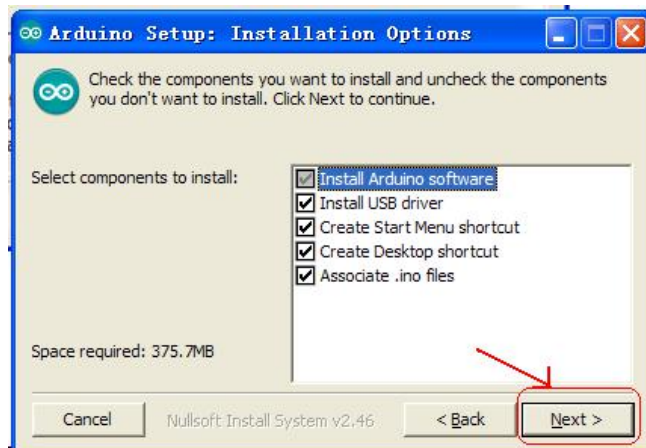 Arduino Setup: Installation Options
Check the components you want to install and uncheck the components
you don't want to install. Click Next to continue.
Select components to install:
Install Arduino software
Install USB driver
Create Start Menu shortcut
Create Desktop shortcut
Associate .ino files
Space required: 375.7MB
Cancel
Nullsoft Install System v2.46
< Back
Next >